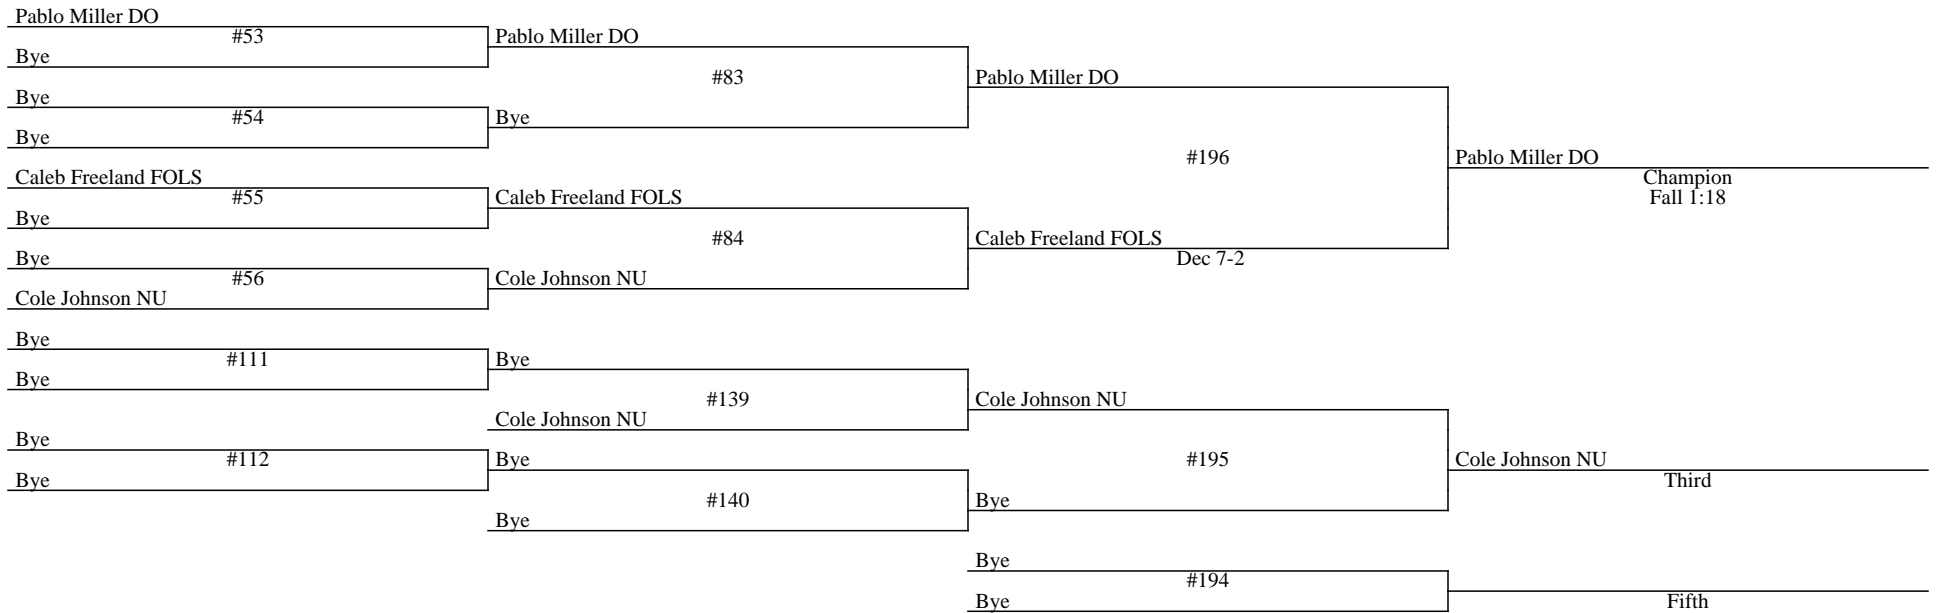 Pablo Miller DO
#53
Bye
Pablo Miller DO
#83
Bye
#54
Bye
Bye
Pablo Miller DO
#196
Caleb Freeland FOLS
#55
Bye
Caleb Freeland FOLS
#84
Bye
#56
Cole Johnson NU
Cole Johnson NU
Caleb Freeland FOLS
Dec 7-2
Pablo Miller DO
Champion
Fall 1:18
Bye
#111
Bye
Bye
#139
Cole Johnson NU
Cole Johnson NU
Bye
#112
Bye
Bye
#140
Bye
#195
Bye
Cole Johnson NU
Third
Bye
#194
Bye
Fifth